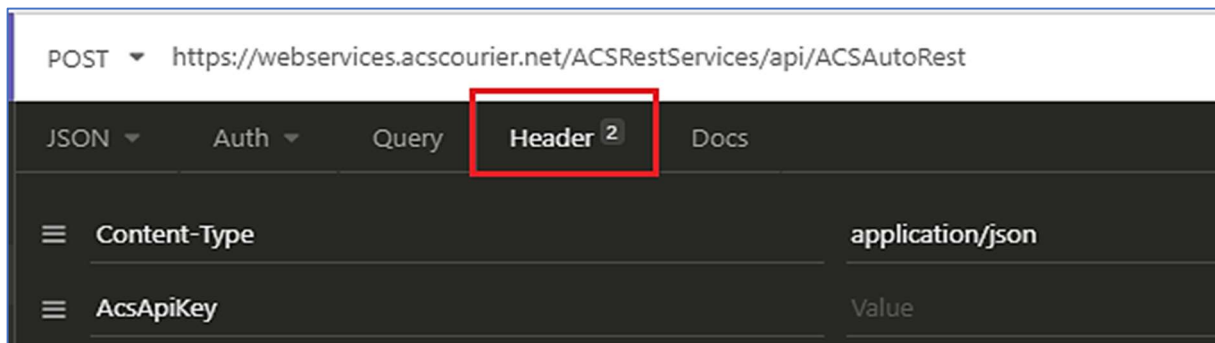 POST https://webservices.acscourier.net/ACSRestServices/api/ACSAutoRest
JSON Auth Query Header 2 Docs
Content-Type application/json
AcsApiKey Value